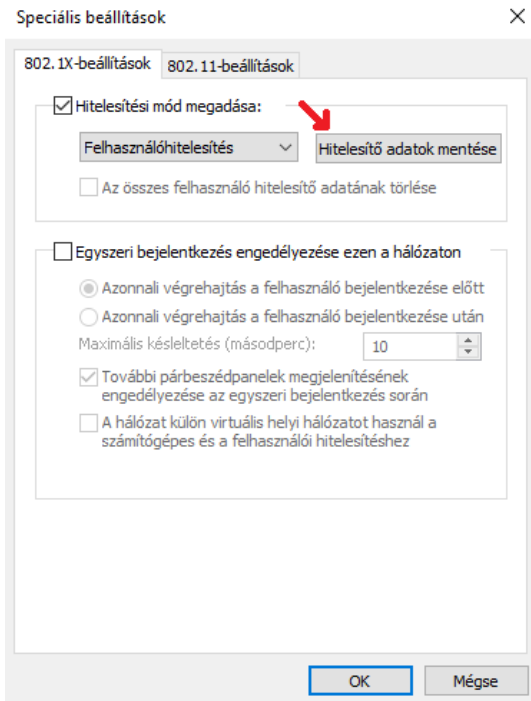 Speciális beállítások
802.1X-beállítások
802.11-beállítások
Hitelesítési mód megadása:
Felhasználóhitelesítés
Hitelesítő adatok mentése
Az összes felhasználó hitelesítő adatának törlése
Egyszeri bejelentkezés engedélyezése ezen a hálózaton
Azonnali végrehajtás a felhasználó bejelentkezése előtt
Azonnali végrehajtás a felhasználó bejelentkezése után
Maximális késleltetés (másodperc):
10
További párbeszédpanelek megjelenítésének
engedélyezése az egyszeri bejelentkezés során
A hálózat külön virtuális helyi hálózatot használ a
számítógépes és a felhasználói hitelesítéshez
OK
Mégse